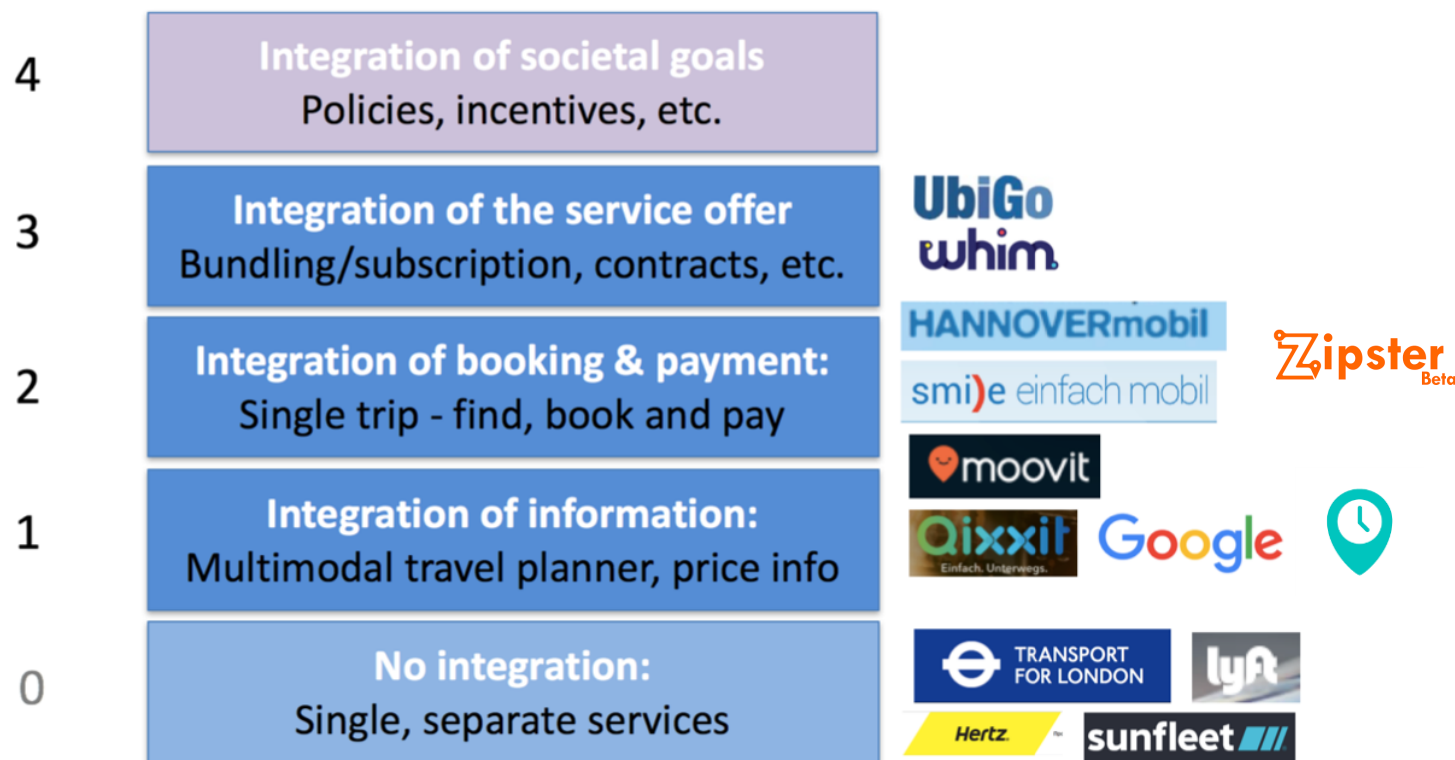 4
Integration of societal goals
Policies, incentives, etc.
3
Integration of the service offer
Bundling/subscription, contracts, etc.
UbiGo
whim
2
Integration of booking & payment:
Single trip - find, book and pay
HANNOVERmobil
smi)e einfach mobil
Zipster
Beta
moovit
1
Integration of information:
Multimodal travel planner, price info
Qixxit
Einfach. Unterwegs.
Google
0
No integration:
Single, separate services
TRANSPORT
FOR LONDON
lyft
Hertz.
sunfleet